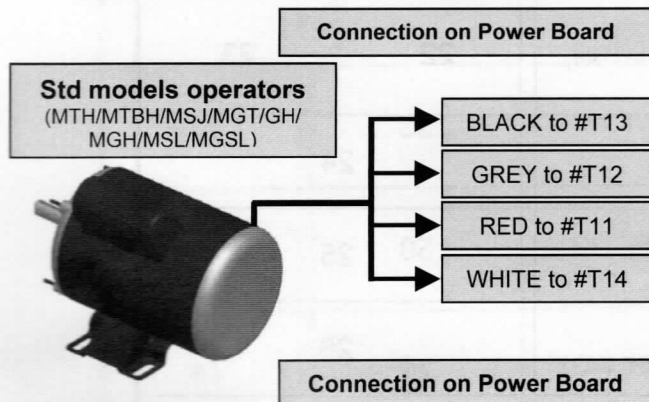 Connection on Power Board
Std models operators
(MTH/MTBH/MSJ/MGT/GH/
MGH/MSL/MGSL)
BLACK to #T13
GREY to #T12
RED to #T11
WHITE to #T14
Connection on Power Board